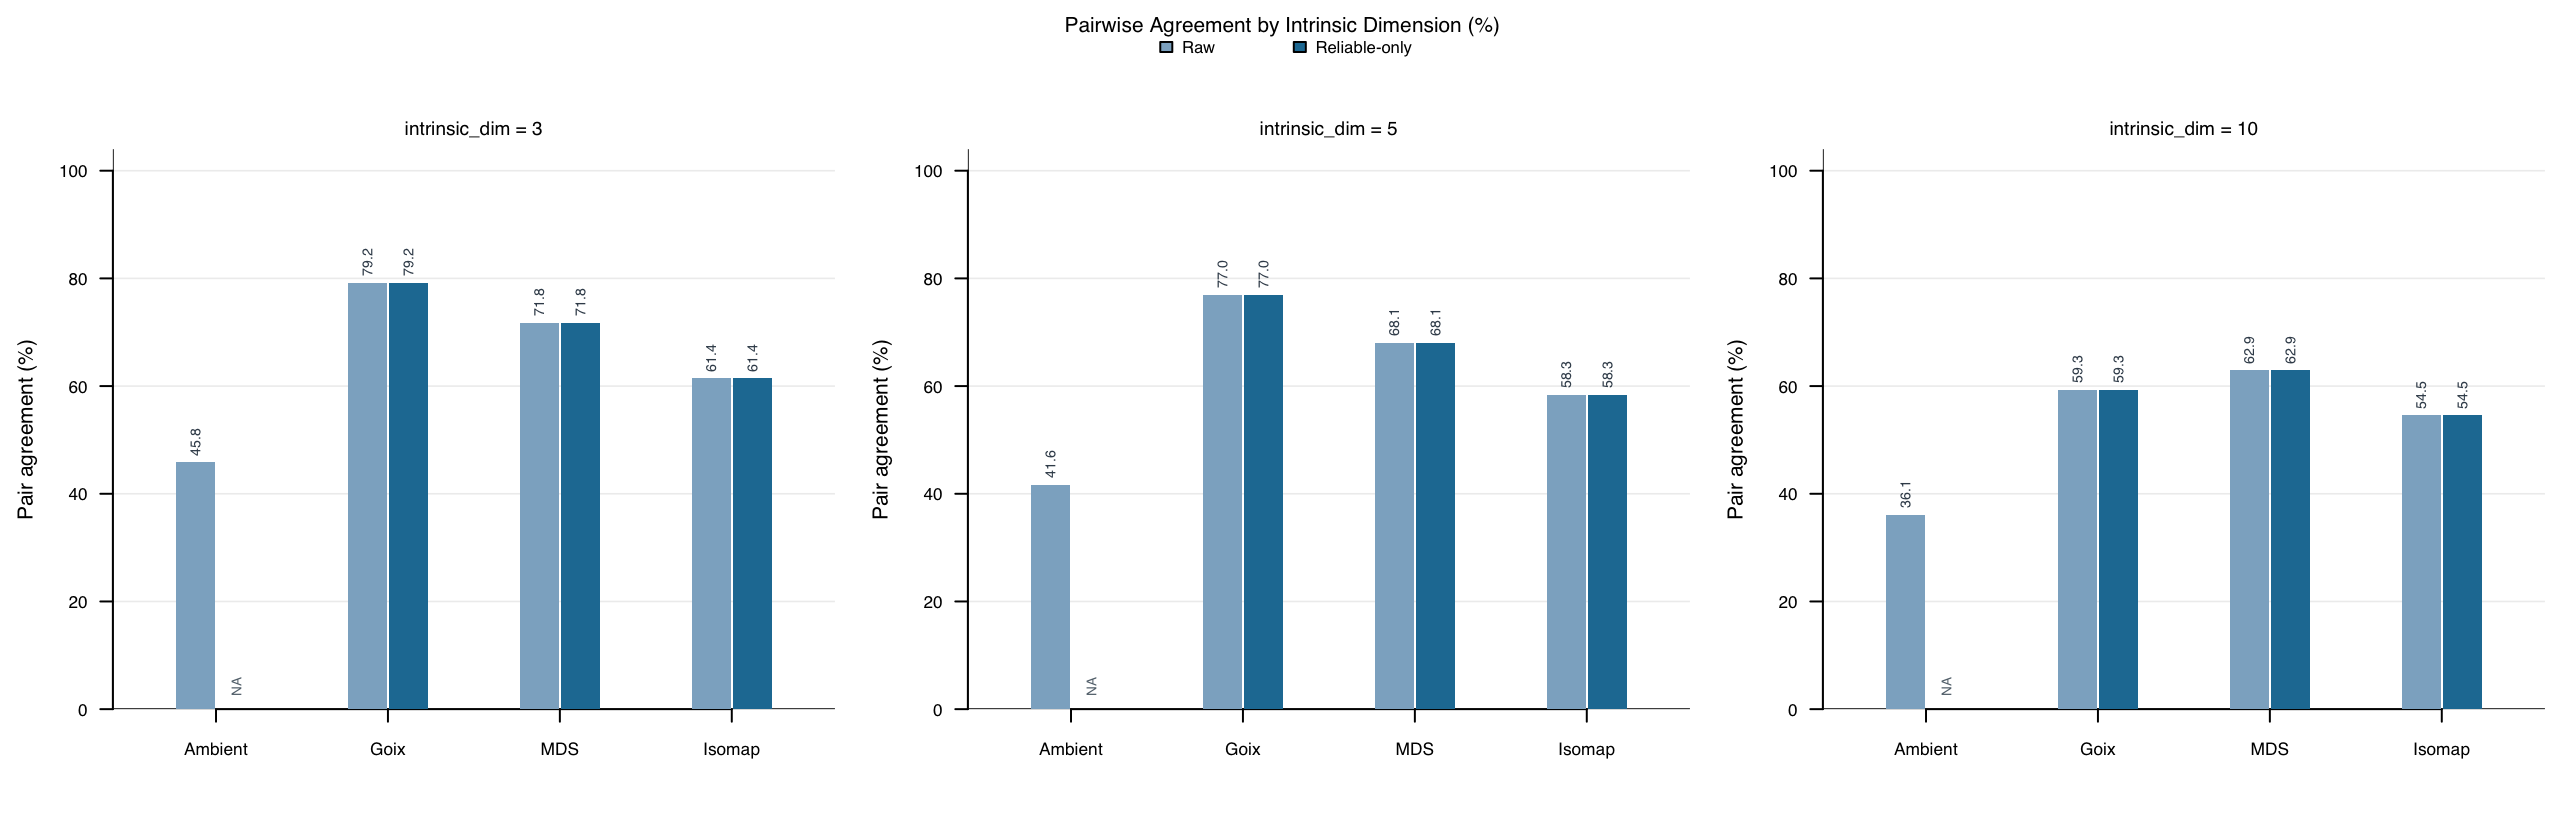 Pairwise Agreement by Intrinsic Dimension (%)
Raw Reliable-only
intrinsic_dim = 3
Pair agreement (%)
100
80
60
40
20
0
45.8
NA
79.2
79.2
71.8
71.8
61.4
61.4
Ambient Goix MDS Isomap
intrinsic_dim = 5
Pair agreement (%)
100
80
60
40
20
0
41.6
NA
77.0
77.0
68.1
68.1
58.3
58.3
Ambient Goix MDS Isomap
intrinsic_dim = 10
Pair agreement (%)
100
80
60
40
20
0
36.1
NA
59.3
59.3
62.9
62.9
54.5
54.5
Ambient Goix MDS Isomap